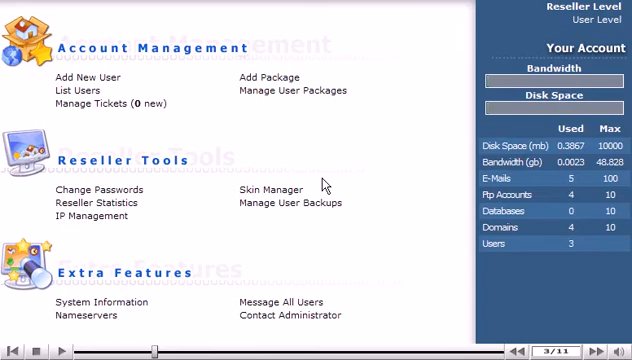 Reseller Level
User Level
Account Management
Add New User
Add Package
List Users
Manage User Packages
Manage Tickets (0 new)
Reseller Tools
Change Passwords
Skin Manager
Reseller Statistics
Manage User Backups
IP Management
Extra Features
System Information
Message All Users
Nameservers
Contact Administrator
Your Account
Bandwidth
Disk Space
Used Max
Disk Space (mb) 0.3867 10000
Bandwidth (gb) 0.0023 48.828
E-Mails 5 100
Ftp Accounts 4 10
Databases 0 10
Domains 4 10
Users 3
3/11